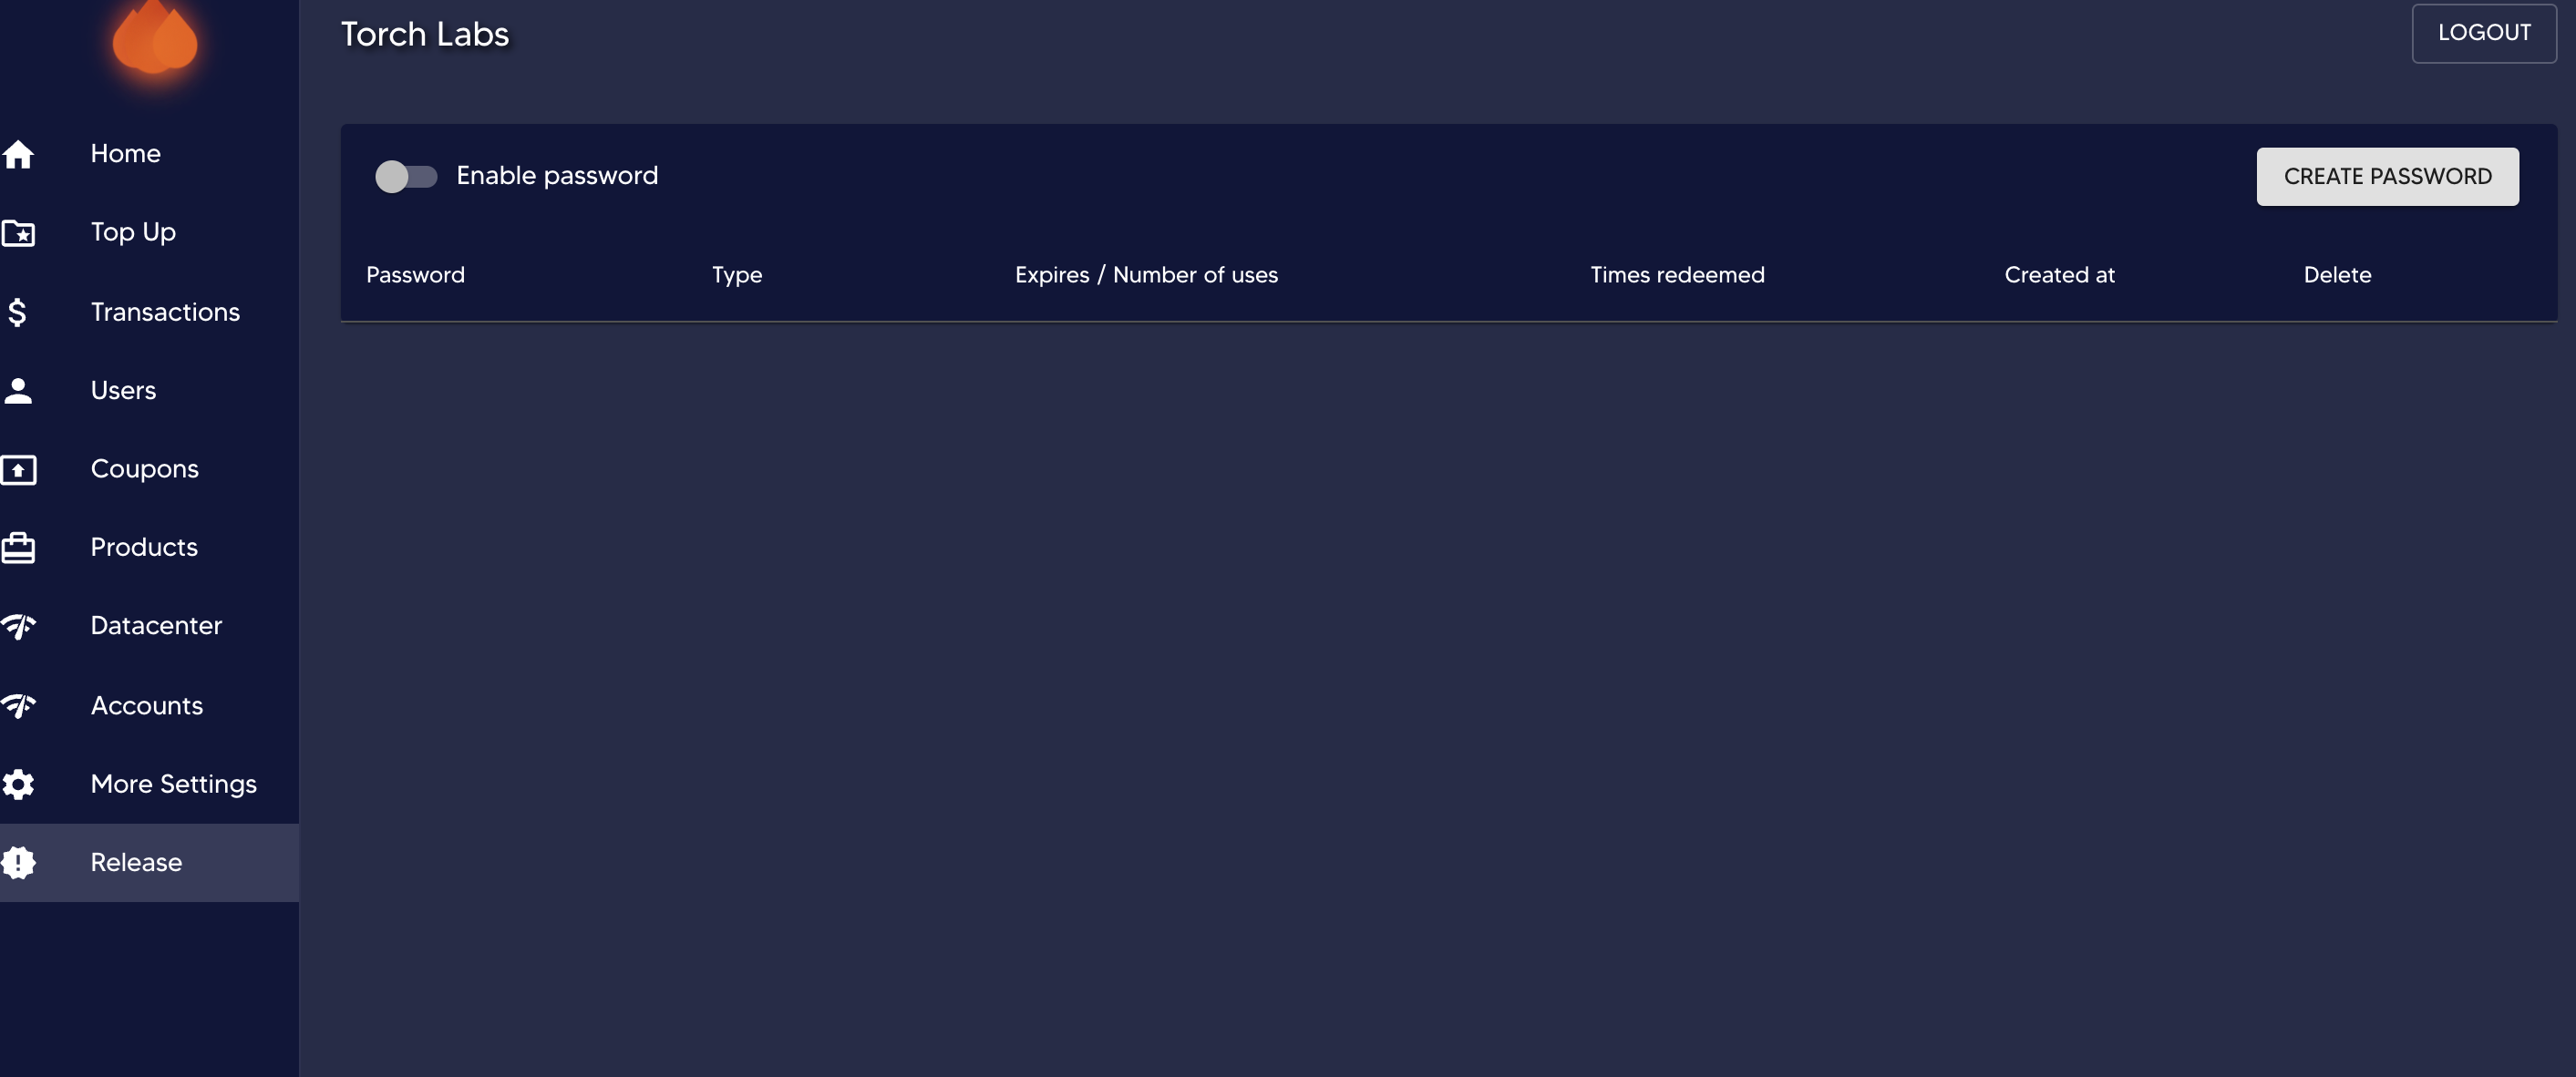 Torch Labs
LOGOUT
Home
Top Up
Transactions
Users
Coupons
Products
Datacenter
Accounts
More Settings
Release
Enable password
CREATE PASSWORD
Password Type Expires / Number of uses Times redeemed Created at Delete